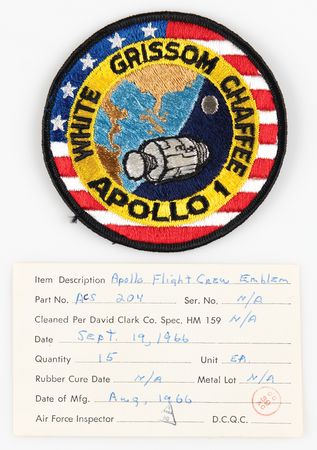 WHITE GRISSOM CHAFFEE
APOLLO 1
Item Description Apollo Flight Crew Emblem
Part No. ACS 204 Ser. No. N/A
Cleaned Per David Clark Co. Spec. HM 159 N/A
Date Sept. 19, 1966
Quantity 15 Unit EA.
Rubber Cure Date N/A Metal Lot N/A
Date of Mfg. Aug, 1966
Air Force Inspector D.C.Q.C.